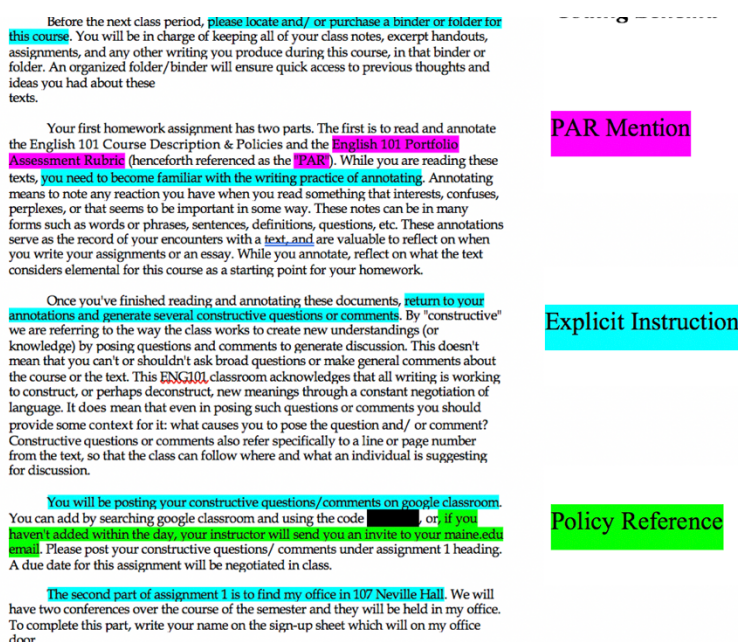 Before the next class period, please locate and/ or purchase a binder or folder for
this course. You will be in charge of keeping all of your class notes, excerpt handouts,
assignments, and any other writing you produce during this course, in that binder or
folder. An organized folder/binder will ensure quick access to previous thoughts and
ideas you had about these
texts.
Your first homework assignment has two parts. The first is to read and annotate
the English 101 Course Description & Policies and the English 101 Portfolio
Assessment Rubric (henceforth referenced as the "PAR"). While you are reading these
texts, you need to become familiar with the writing practice of annotating. Annotating
means to note any reaction you have when you read something that interests, confuses,
perplexes, or that seems to be important in some way. These notes can be in many
forms such as words or phrases, sentences, definitions, questions, etc. These annotations
serve as the record of your encounters with a text, and are valuable to reflect on when
you write your assignments or an essay. While you annotate, reflect on what the text
considers elemental for this course as a starting point for your homework.
PAR Mention
Once you've finished reading and annotating these documents, return to your
annotations and generate several constructive questions or comments. By "constructive"
we are referring to the way the class works to create new understandings (or
knowledge) by posing questions and comments to generate discussion. This doesn't
mean that you can't or shouldn't ask broad questions or make general comments about
the course or the text. This ENG101 classroom acknowledges that all writing is working
to construct, or perhaps deconstruct, new meanings through a constant negotiation of
language. It does mean that even in posing such questions or comments you should
provide some context for it: what causes you to pose the question and/ or comment?
Constructive questions or comments also refer specifically to a line or page number
from the text, so that the class can follow where and what an individual is suggesting
for discussion.
Explicit Instruction
You will be posting your constructive questions/comments on google classroom.
You can add by searching google classroom and using the code , or, if you
haven't added within the day, your instructor will send you an invite to your maine.edu
email. Please post your constructive questions/ comments under assignment 1 heading.
A due date for this assignment will be negotiated in class.
Policy Reference
The second part of assignment 1 is to find my office in 107 Neville Hall. We will
have two conferences over the course of the semester and they will be held in my office.
To complete this part, write your name on the sign-up sheet which will on my office
door